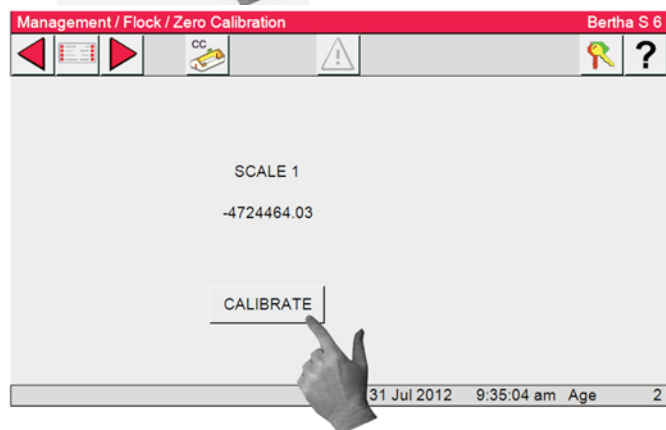 Management / Flock / Zero Calibration Bertha S 6
CC
?
SCALE 1
-4724464.03
CALIBRATE
31 Jul 2012 9:35:04 am Age 2